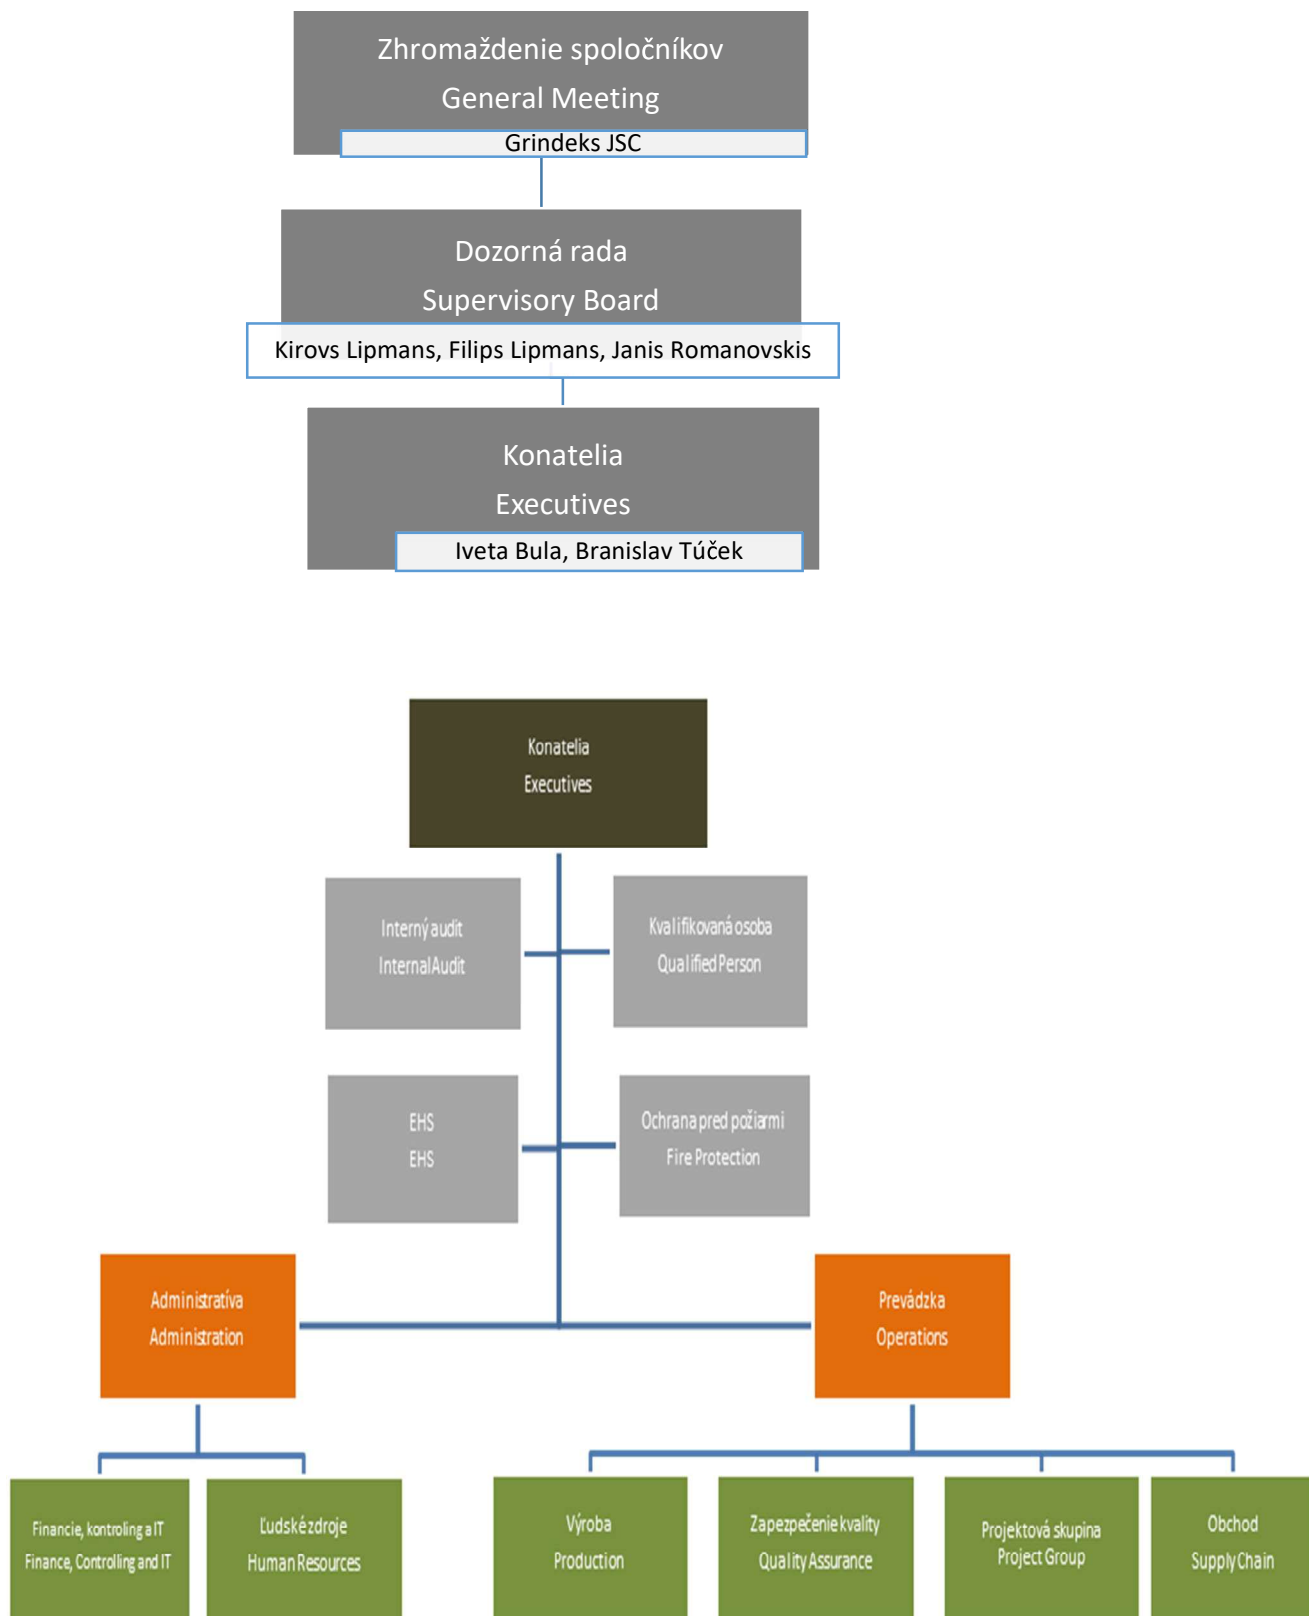 Zhromaždenie spoločníkov
General Meeting
Grindeks JSC
Dozorná rada
Supervisory Board
Kirovs Lipmans, Filips Lipmans, Janis Romanovskis
Konatelia
Executives
Iveta Bula, Branislav Túček
Konatelia
Executives
Interný audit
Internal Audit
Kvalifikovaná osoba
Qualified Person
EHS
EHS
Ochrana pred požiarmi
Fire Protection
Administratíva
Administration
Prevádzka
Operations
Financie, kontroling a IT
Finance, Controlling and IT
Ľudské zdroje
Human Resources
Výroba
Production
Zapezpečenie kvality
Quality Assurance
Projektová skupina
Project Group
Obchod
Supply Chain